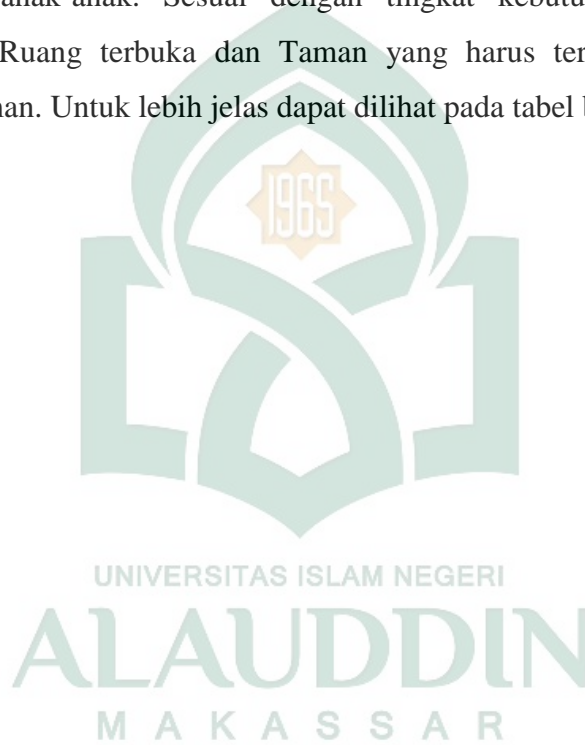 anak-anak. Sesuai dengan tingkat
Ruang terbuka dan Taman yang harus
Untuk lebih jelas dapat dilihat pada tabel
1965
UNIVERSITAS ISLAM NEGERI
ALAUDDIN
MAKASSAR